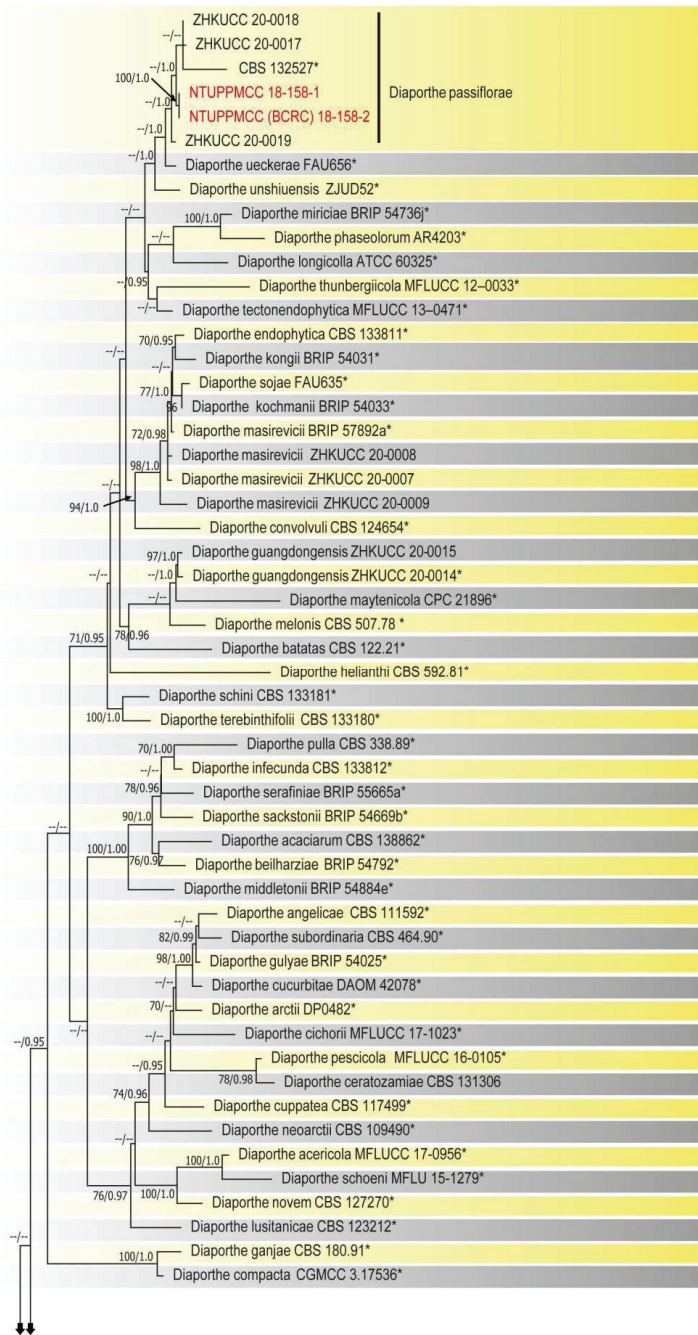 ZHKUCC 20-0018
--/--
ZHKUCC 20-0017
--/1.0
CBS 132527*
100/1.0
NTUPPMCC 18-158-1
Diaporthe passiflorae
--/1.0
NTUPPMCC (BCRC) 18-158-2
ZHKUCC 20-0019
--/1.0
Diaporthe ueckerae FAU656*
Diaporthe unshiuensis ZJUD52*
--/--
100/1.0
Diaporthe miriciae BRIP 54736j*
--/--
Diaporthe phaseolorum AR4203*
Diaporthe longicolla ATCC 60325*
--/0.95
Diaporthe thunbergiicola MFLUCC 12–0033*
--/--
Diaporthe tectonendophytica MFLUCC 13–0471*
70/0.95
Diaporthe endophytica CBS 133811*
--/--
Diaporthe kongii BRIP 54031*
77/1.0
Diaporthe sojae FAU635*
96
Diaporthe kochmanii BRIP 54033*
72/0.98
Diaporthe masirevicii BRIP 57892a*
Diaporthe masirevicii ZHKUCC 20-0008
98/1.0
--/--
Diaporthe masirevicii ZHKUCC 20-0007
94/1.0
Diaporthe masirevicii ZHKUCC 20-0009
Diaporthe convolvuli CBS 124654*
97/1.0
Diaporthe guangdongensis ZHKUCC 20-0015
--/--
--/1.0
Diaporthe guangdongensis ZHKUCC 20-0014*
--/--
Diaporthe maytenicola CPC 21896*
Diaporthe melonis CBS 507.78 *
71/0.95
78/0.96
Diaporthe batatas CBS 122.21*
Diaporthe helianthi CBS 592.81*
Diaporthe schini CBS 133181*
100/1.0
Diaporthe terebinthifolii CBS 133180*
70/1.00
Diaporthe pulla CBS 338.89*
--/--
Diaporthe infecunda CBS 133812*
78/0.96
Diaporthe serafiniae BRIP 55665a*
90/1.0
Diaporthe sackstonii BRIP 54669b*
--/--
100/1.00
Diaporthe acaciarum CBS 138862*
76/0.97
Diaporthe beilharziae BRIP 54792*
Diaporthe middletonii BRIP 54884e*
--/--
Diaporthe angelicae CBS 111592*
82/0.99
Diaporthe subordinaria CBS 464.90*
98/1.00
Diaporthe gulyae BRIP 54025*
--/--
Diaporthe cucurbitae DAOM 42078*
70/--
Diaporthe arctii DP0482*
--/--
Diaporthe cichorii MFLUCC 17-1023*
--/0.95
--/--
Diaporthe pescicola MFLUCC 16-0105*
--/0.95
78/0.98
Diaporthe ceratozamiae CBS 131306
74/0.96
Diaporthe cuppatea CBS 117499*
Diaporthe neoarctii CBS 109490*
--/--
100/1.0
Diaporthe acericola MFLUCC 17-0956*
76/0.97
Diaporthe schoeni MFLU 15-1279*
100/1.0
Diaporthe novem CBS 127270*
Diaporthe lusitanicae CBS 123212*
--/--
Diaporthe ganjae CBS 180.91*
100/1.0
Diaporthe compacta CGMCC 3.17536*